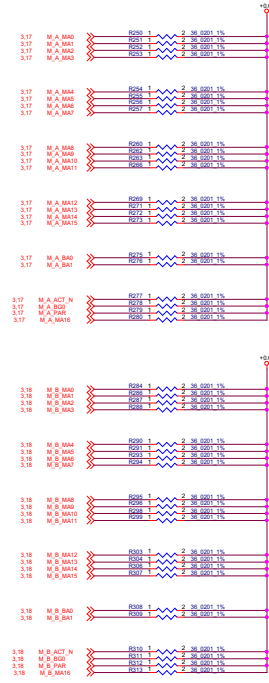 +0.6
3,17 M_A_MA0 R250 1 2 36_0201_1%
3,17 M_A_MA1 R251 1 2 36_0201_1%
3,17 M_A_MA2 R252 1 2 36_0201_1%
3,17 M_A_MA3 R253 1 2 36_0201_1%
3,17 M_A_MA4 R254 1 2 36_0201_1%
3,17 M_A_MA5 R255 1 2 36_0201_1%
3,17 M_A_MA6 R256 1 2 36_0201_1%
3,17 M_A_MA7 R257 1 2 36_0201_1%
3,17 M_A_MA8 R260 1 2 36_0201_1%
3,17 M_A_MA9 R262 1 2 36_0201_1%
3,17 M_A_MA10 R263 1 2 36_0201_1%
3,17 M_A_MA11 R266 1 2 36_0201_1%
3,17 M_A_MA12 R269 1 2 36_0201_1%
3,17 M_A_MA13 R271 1 2 36_0201_1%
3,17 M_A_MA14 R272 1 2 36_0201_1%
3,17 M_A_MA15 R273 1 2 36_0201_1%
3,17 M_A_BA0 R275 1 2 36_0201_1%
3,17 M_A_BA1 R276 1 2 36_0201_1%
3,17 M_A_ACT_N R277 1 2 36_0201_1%
3,17 M_A_BG0 R278 1 2 36_0201_1%
3,17 M_A_PAR R279 1 2 36_0201_1%
3,17 M_A_MA16 R280 1 2 36_0201_1%
+0.6
3,18 M_B_MA0 R284 1 2 36_0201_1%
3,18 M_B_MA1 R286 1 2 36_0201_1%
3,18 M_B_MA2 R287 1 2 36_0201_1%
3,18 M_B_MA3 R288 1 2 36_0201_1%
3,18 M_B_MA4 R290 1 2 36_0201_1%
3,18 M_B_MA5 R291 1 2 36_0201_1%
3,18 M_B_MA6 R293 1 2 36_0201_1%
3,18 M_B_MA7 R294 1 2 36_0201_1%
3,18 M_B_MA8 R295 1 2 36_0201_1%
3,18 M_B_MA9 R296 1 2 36_0201_1%
3,18 M_B_MA10 R298 1 2 36_0201_1%
3,18 M_B_MA11 R299 1 2 36_0201_1%
3,18 M_B_MA12 R303 1 2 36_0201_1%
3,18 M_B_MA13 R304 1 2 36_0201_1%
3,18 M_B_MA14 R306 1 2 36_0201_1%
3,18 M_B_MA15 R307 1 2 36_0201_1%
3,18 M_B_BA0 R308 1 2 36_0201_1%
3,18 M_B_BA1 R309 1 2 36_0201_1%
3,18 M_B_ACT_N R310 1 2 36_0201_1%
3,18 M_B_BG0 R311 1 2 36_0201_1%
3,18 M_B_PAR R312 1 2 36_0201_1%
3,18 M_B_MA16 R313 1 2 36_0201_1%